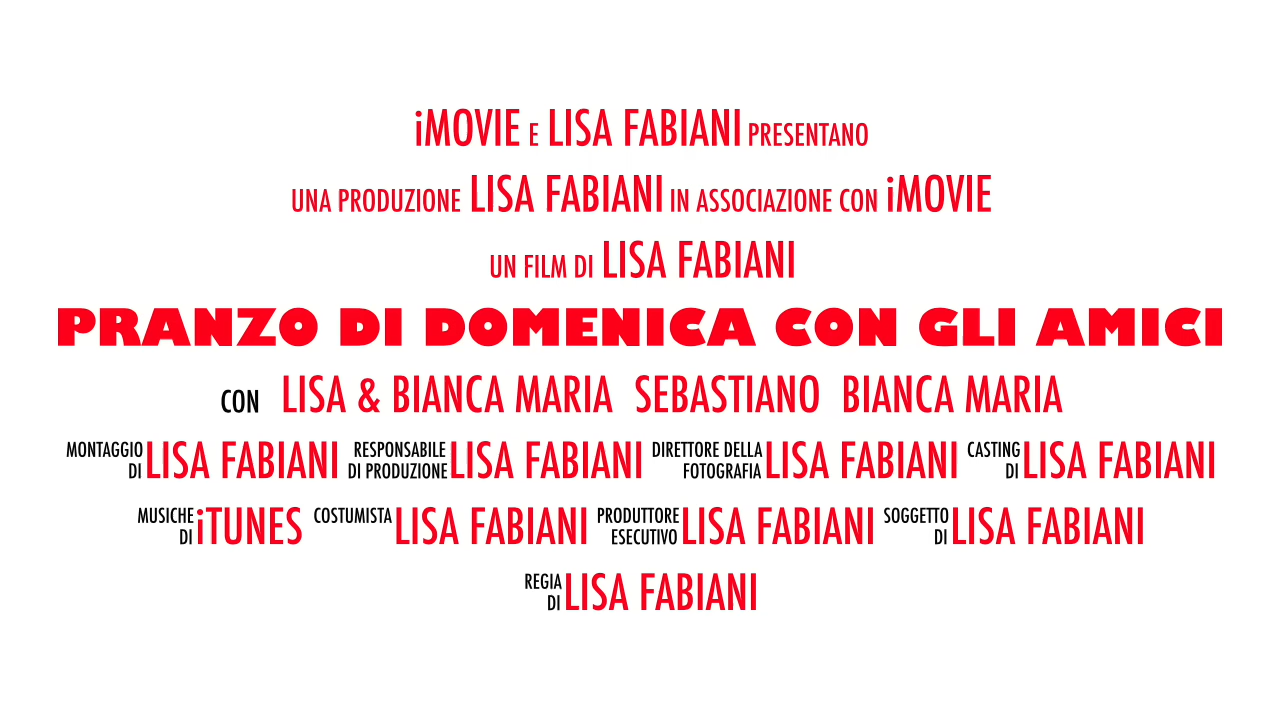 iMOVIE E LISA FABIANI PRESENTANO
UNA PRODUZIONE LISA FABIANI IN ASSOCIAZIONE CON iMOVIE
UN FILM DI LISA FABIANI
PRANZO DI DOMENICA CON GLI AMICI
CON LISA & BIANCA MARIA SEBASTIANO BIANCA MARIA
MONTAGGIO DI LISA FABIANI RESPONSABILE DI PRODUZIONE LISA FABIANI DIRETTORE DELLA FOTOGRAFIA LISA FABIANI CASTING DI LISA FABIANI
MUSICHE DI iTUNES COSTUMISTA LISA FABIANI PRODUTTORE ESECUTIVO LISA FABIANI SOGGETTO DI LISA FABIANI
REGIA DI LISA FABIANI